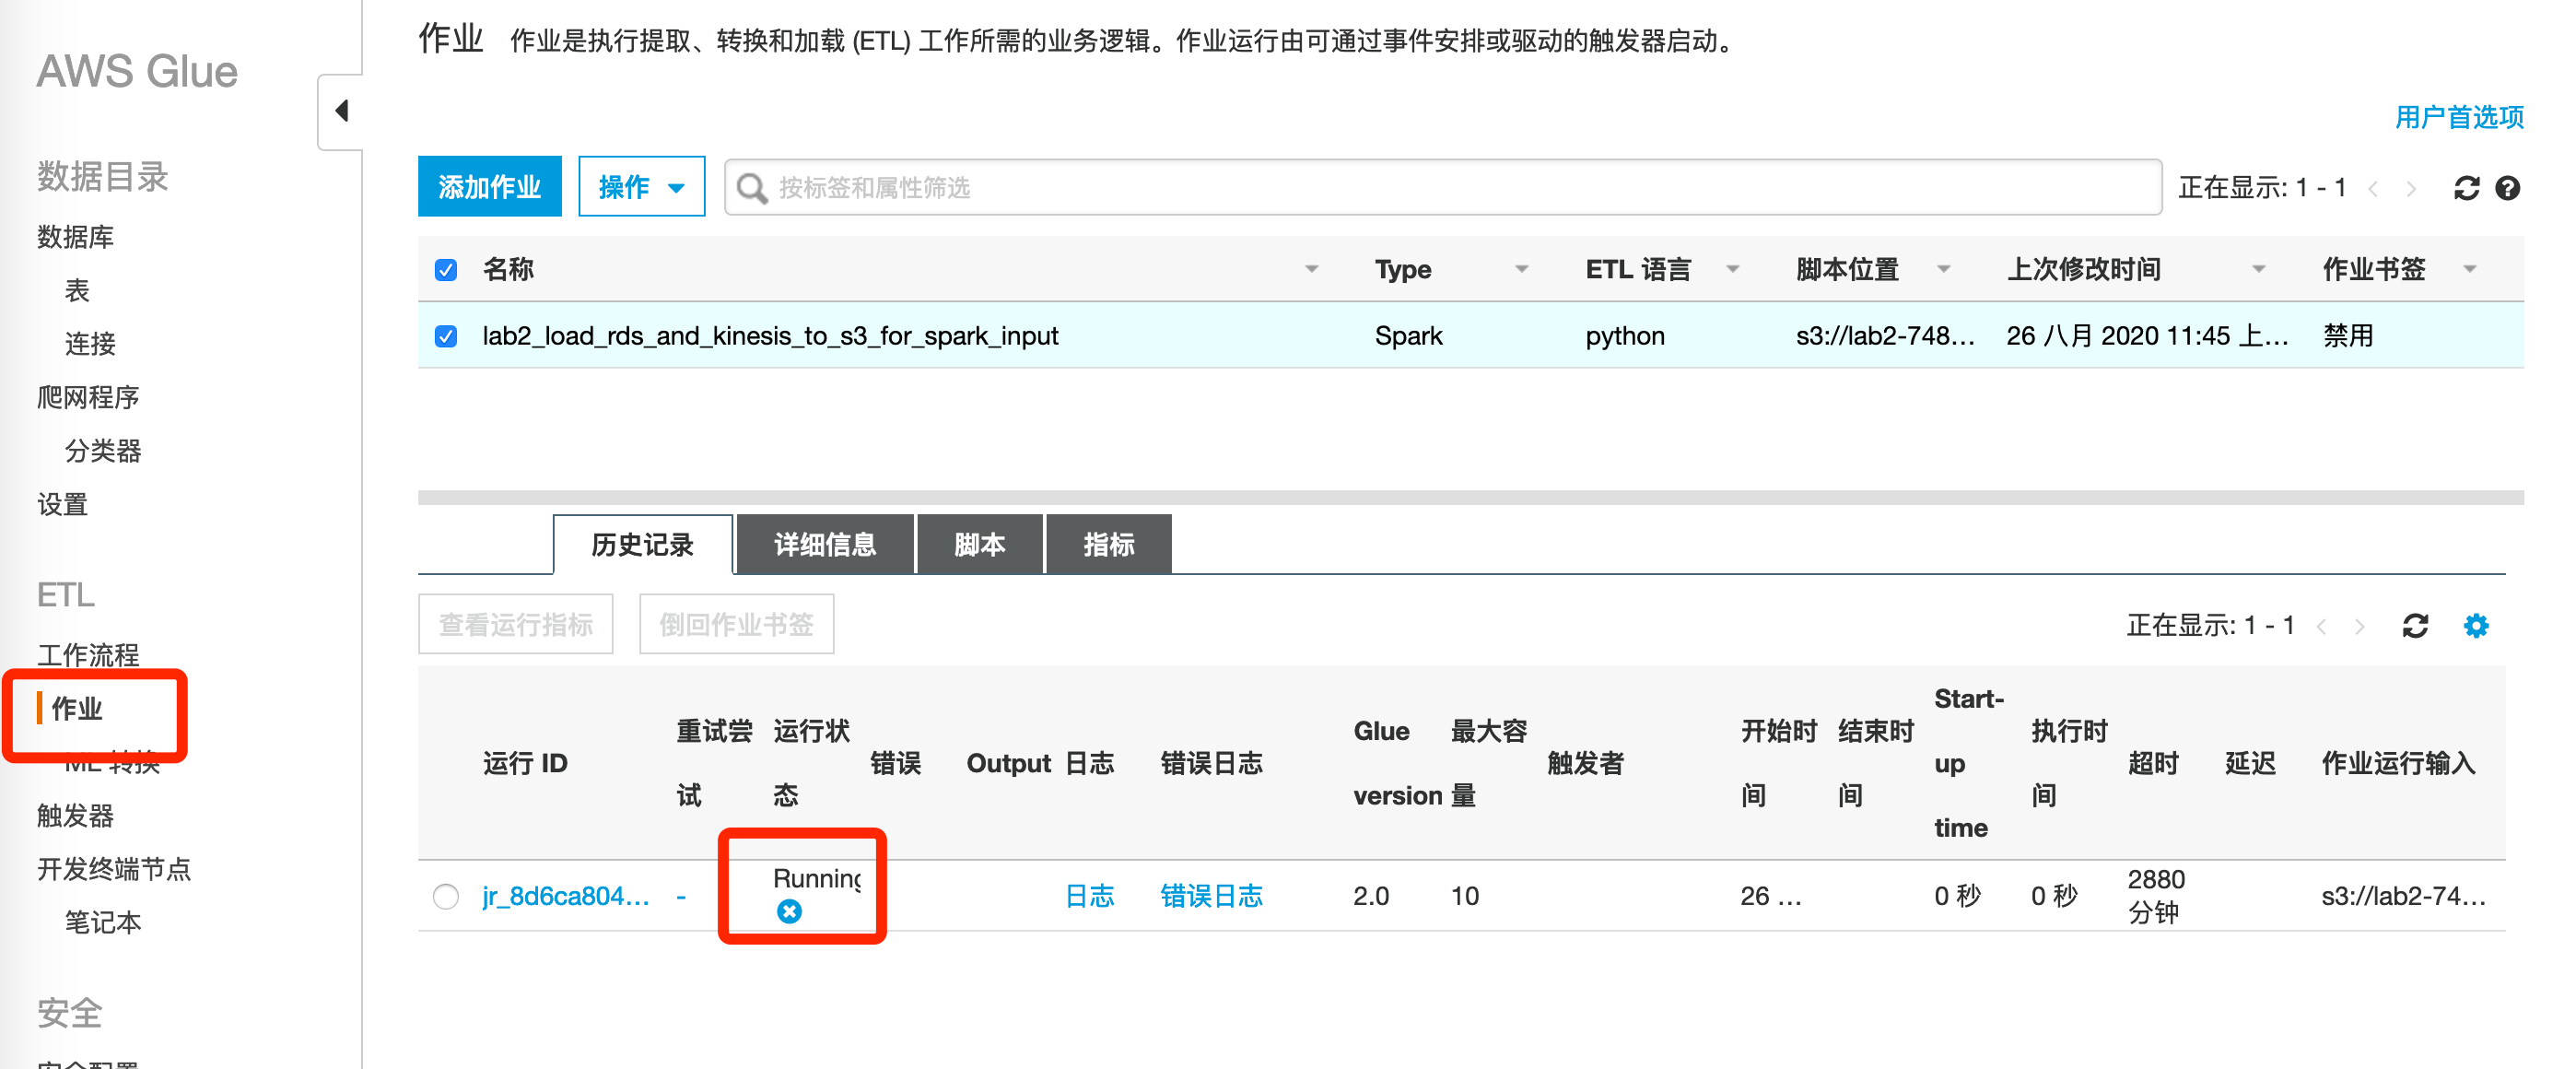 AWS Glue
数据目录
数据库
表
连接
爬网程序
分类器
设置
ETL
工作流程
作业
ML 转换
触发器
开发终端节点
笔记本
安全
安全配置
作业 作业是执行提取、转换和加载 (ETL) 工作所需的业务逻辑。作业运行由可通过事件安排或驱动的触发器启动。
用户首选项
添加作业 操作 按标签和属性筛选 正在显示: 1 - 1
名称 Type ETL 语言 脚本位置 上次修改时间 作业书签
lab2_load_rds_and_kinesis_to_s3_for_spark_input Spark python s3://lab2-748... 26 八月 2020 11:45 上... 禁用
历史记录 详细信息 脚本 指标
查看运行指标 倒回作业书签 正在显示: 1 - 1
运行 ID 重试尝试 运行状态 错误 Output 日志 错误日志 Glue version 最大容量 触发者 开始时间 结束时间 Start-up time 执行时间 超时 延迟 作业运行输入
jr_8d6ca804... - Running 日志 错误日志 2.0 10 26 ... 0 秒 0 秒 2880 分钟 s3://lab2-74...